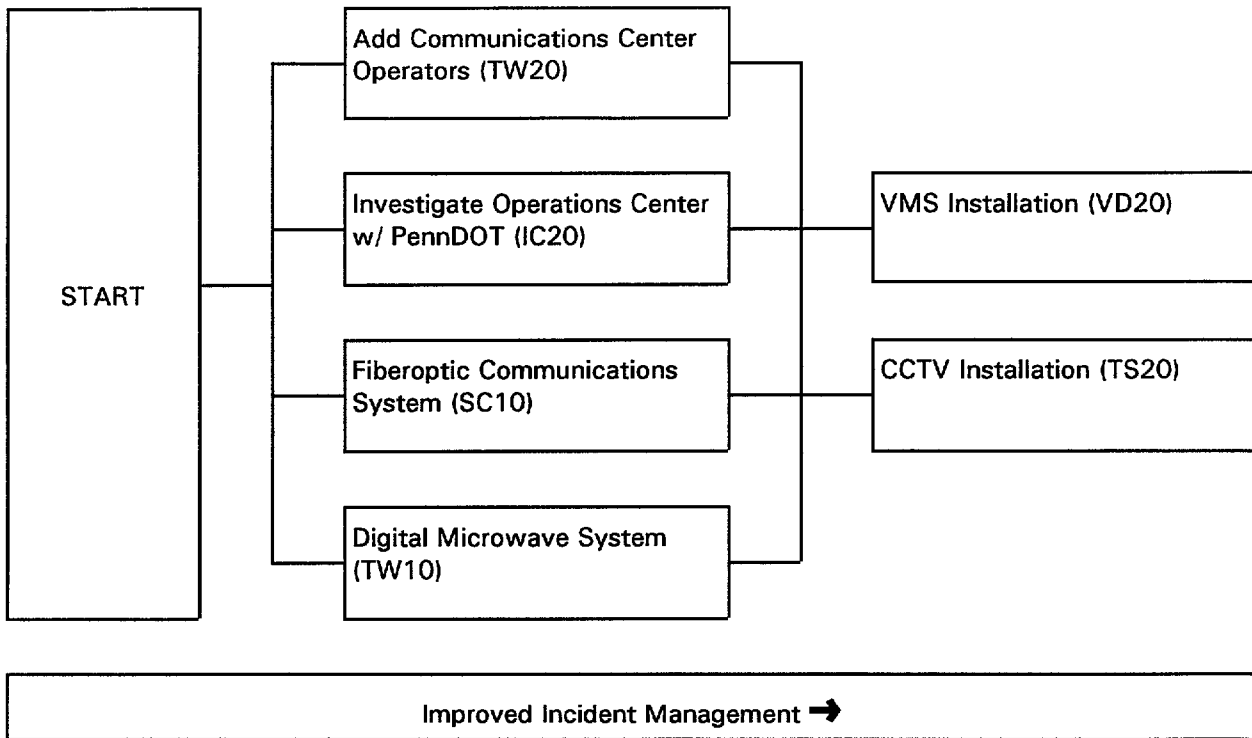 START
Add Communications Center
Operators (TW20)
Investigate Operations Center
w/ PennDOT (IC20)
Fiberoptic Communications
System (SC10)
Digital Microwave System
(TW10)
VMS Installation (VD20)
CCTV Installation (TS20)
Improved Incident Management ➞